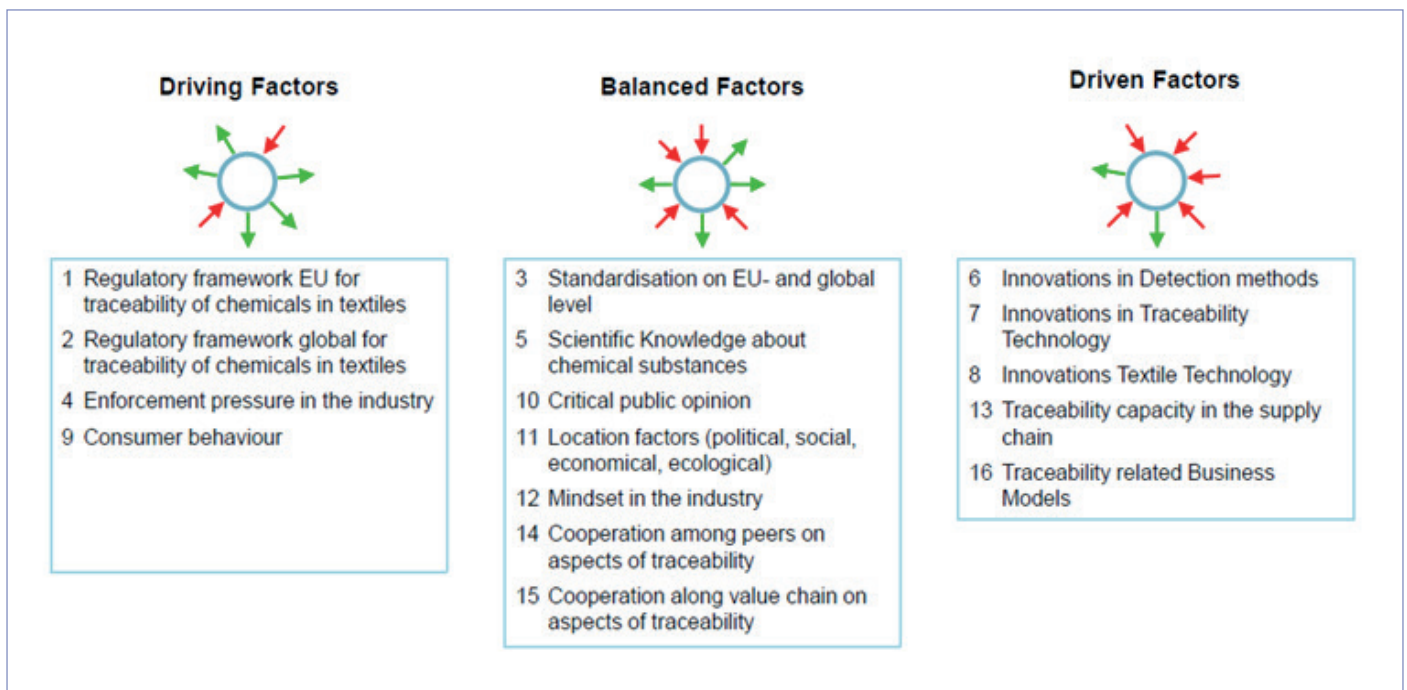 Driving Factors
1 Regulatory framework EU for
traceability of chemicals in textiles
2 Regulatory framework global for
traceability of chemicals in textiles
4 Enforcement pressure in the industry
9 Consumer behaviour
Balanced Factors
3 Standardisation on EU- and global
level
5 Scientific Knowledge about
chemical substances
10 Critical public opinion
11 Location factors (political, social,
economical, ecological)
12 Mindset in the industry
14 Cooperation among peers on
aspects of traceability
15 Cooperation along value chain on
aspects of traceability
Driven Factors
6 Innovations in Detection methods
7 Innovations in Traceability
Technology
8 Innovations Textile Technology
13 Traceability capacity in the supply
chain
16 Traceability related Business
Models